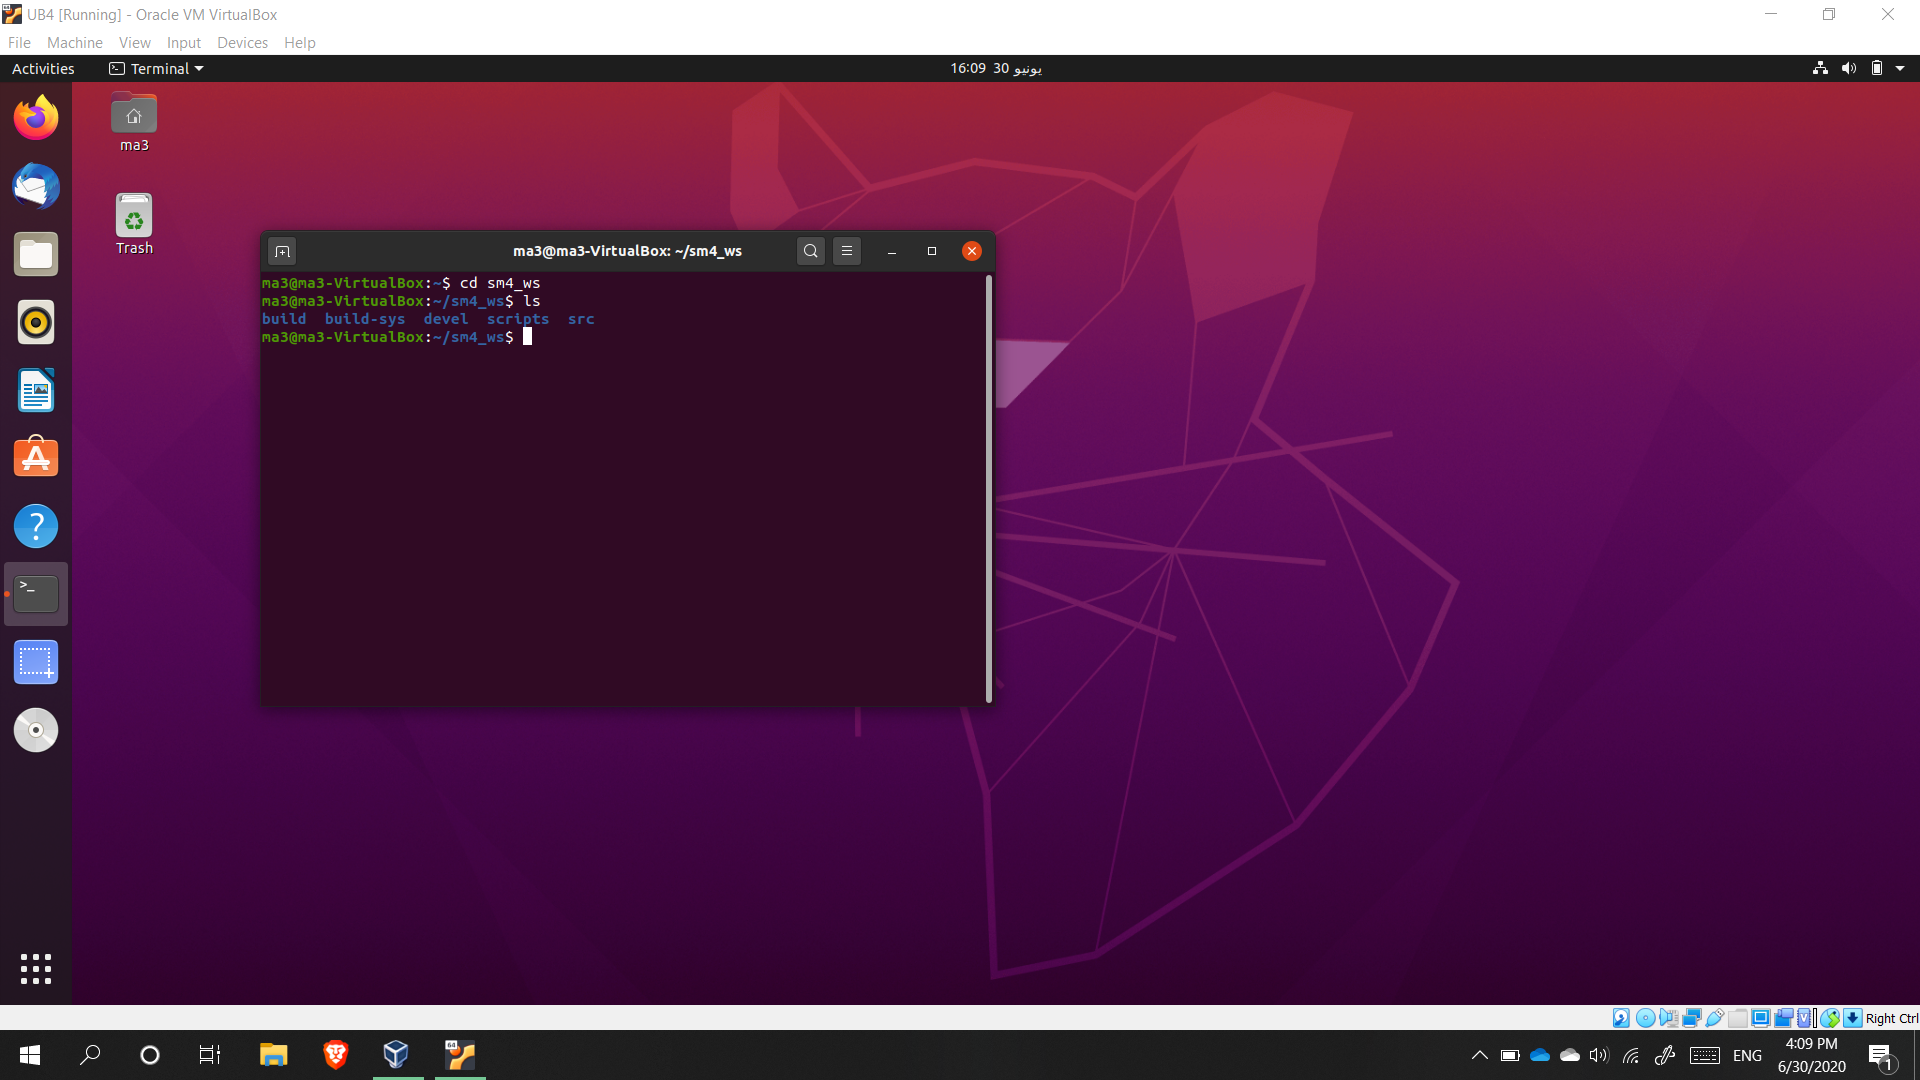 UB4 [Running] - Oracle VM VirtualBox
File Machine View Input Devices Help
Activities Terminal 16:09 30 يونيو
ma3
Trash
ma3@ma3-VirtualBox: ~/sm4_ws
ma3@ma3-VirtualBox:~$ cd sm4_ws
ma3@ma3-VirtualBox:~/sm4_ws$ ls
build build-sys devel scripts src
ma3@ma3-VirtualBox:~/sm4_ws$
Right Ctrl
64
ENG
4:09 PM
6/30/2020
1